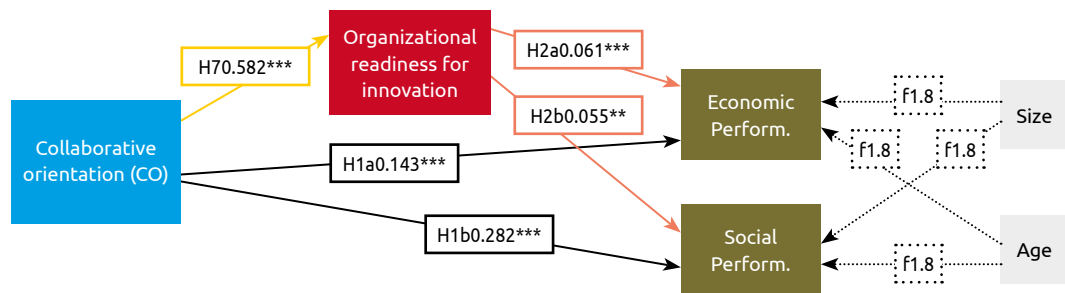 Organizational
readiness for
innovation
H70.582***
H2a0.061***
H2b0.055**
Economic
Perform.
f1.8
Size
Collaborative
orientation (CO)
H1a0.143***
f1.8
f1.8
H1b0.282***
Social
Perform.
f1.8
Age